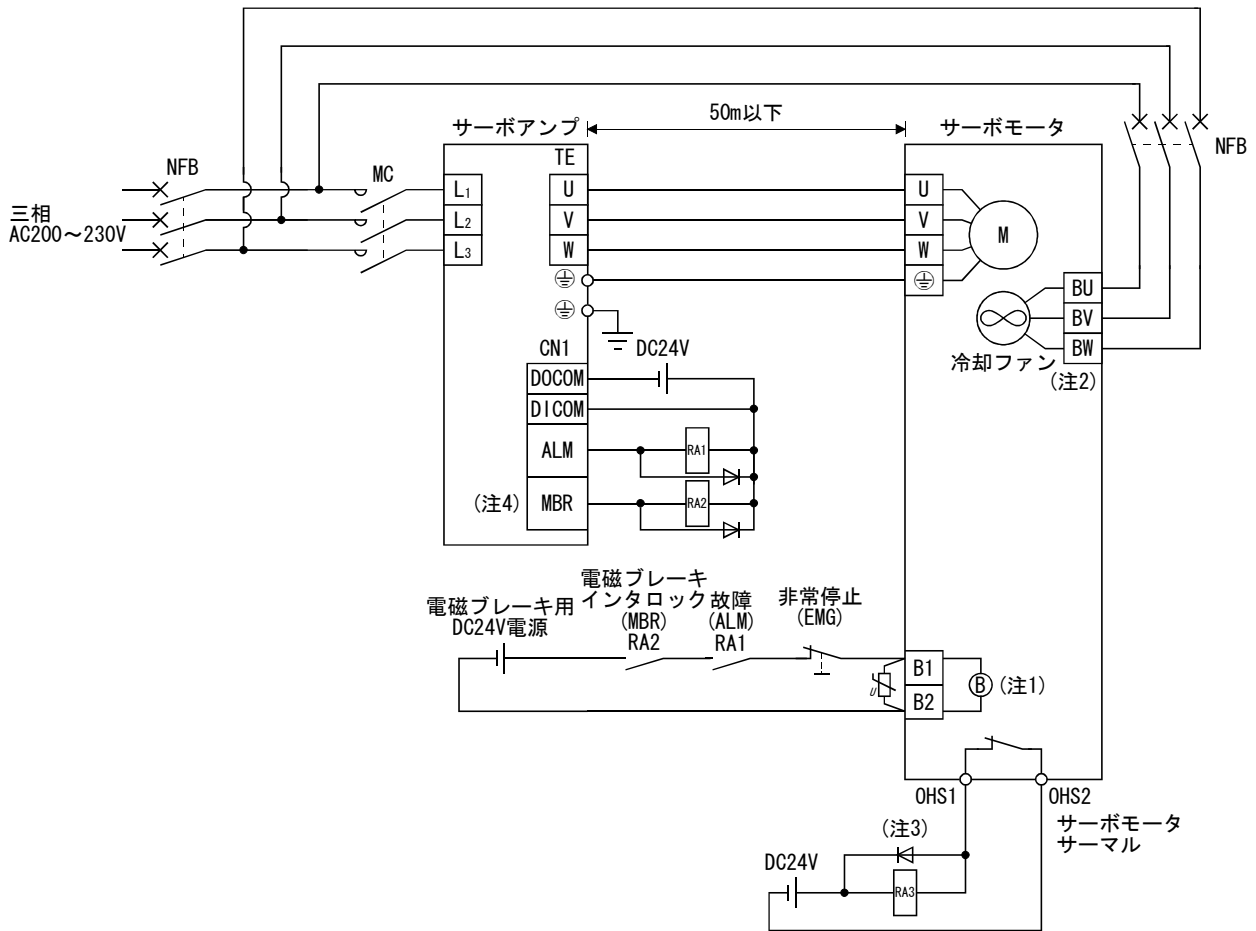 50m以下
サーボアンプ
サーボモータ
NFB
NFB
MC
TE
三相
AC200～230V
L1
L2
L3
U
V
W
U
V
W
M
BU
BV
BW
冷却ファン
(注2)
CN1
DC24V
DOCOM
DICOM
ALM
RA1
(注4)
MBR
RA2
電磁ブレーキ用
DC24V電源
電磁ブレーキ
インタロック
(MBR)
RA2
故障
(ALM)
RA1
非常停止
(EMG)
U
B1
B2
B
(注1)
OHS1
OHS2
サーボモータ
サーマル
(注3)
DC24V
RA3